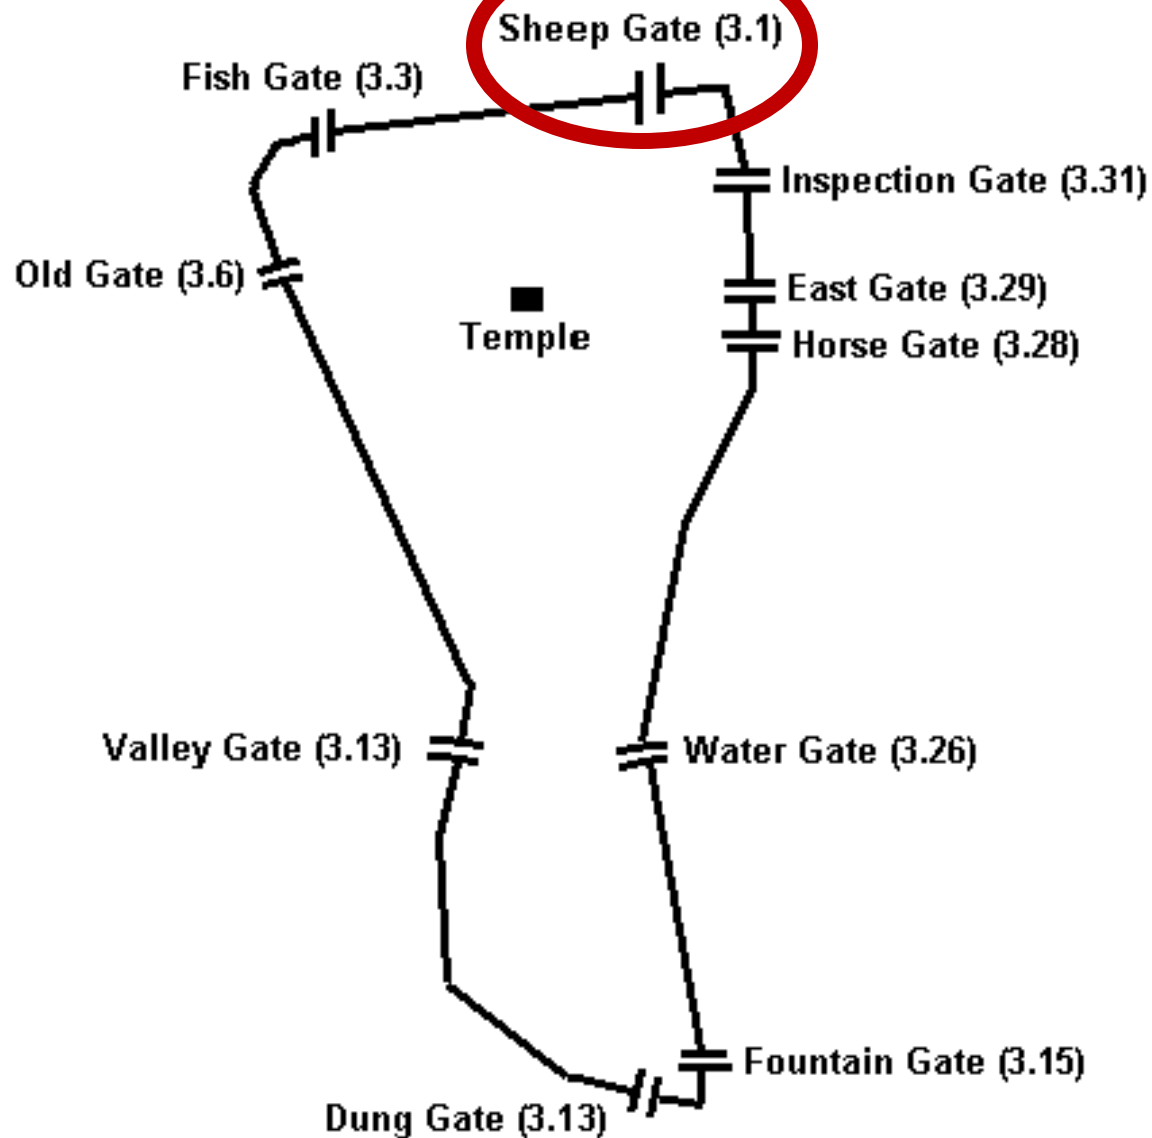 Sheep Gate (3.1)
Fish Gate (3.3)
Inspection Gate (3.31)
Old Gate (3.6)
East Gate (3.29)
Temple
Horse Gate (3.28)
Valley Gate (3.13)
Water Gate (3.26)
Fountain Gate (3.15)
Dung Gate (3.13)